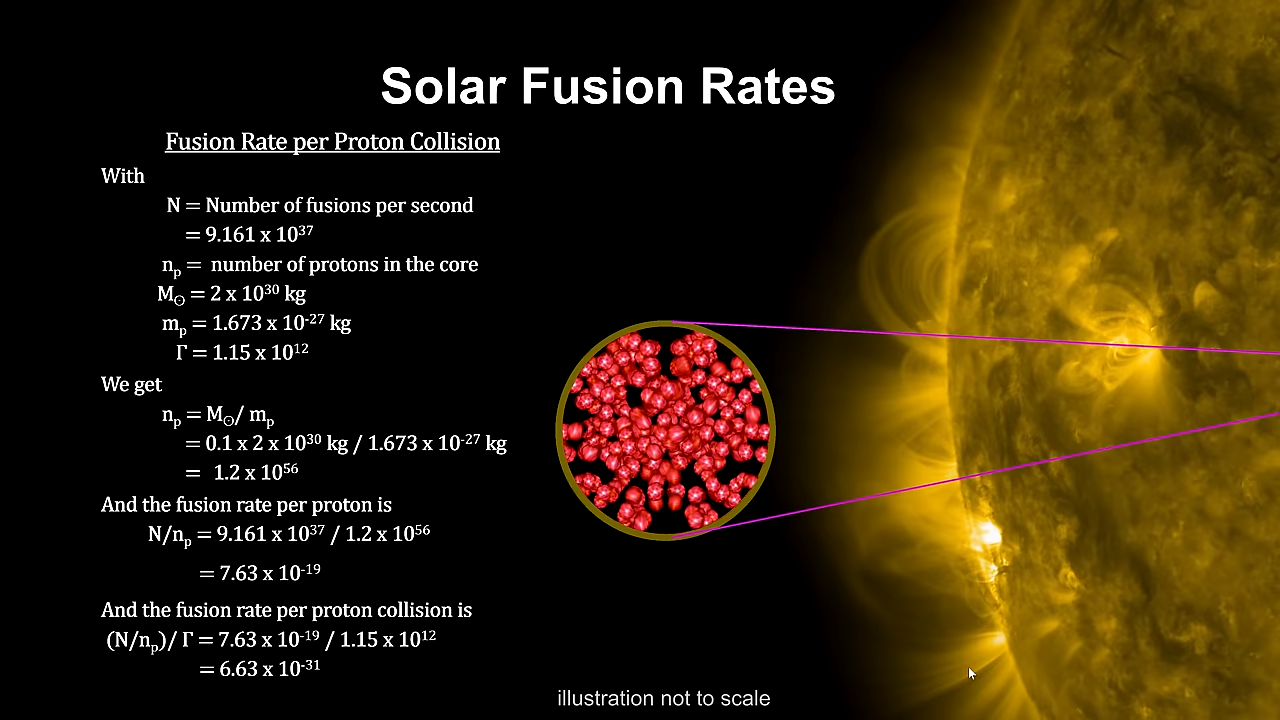 Solar Fusion Rates
Fusion Rate per Proton Collision
With
N = Number of fusions per second
= 9.161 x 10³⁷
nₚ = number of protons in the core
M☉ = 2 x 10³⁰ kg
mₚ = 1.673 x 10⁻²⁷ kg
Γ = 1.15 x 10¹²
We get
nₚ = M☉/ mₚ
= 0.1 x 2 x 10³⁰ kg / 1.673 x 10⁻²⁷ kg
= 1.2 x 10⁵⁶
And the fusion rate per proton is
N/nₚ = 9.161 x 10³⁷ / 1.2 x 10⁵⁶
= 7.63 x 10⁻¹⁹
And the fusion rate per proton collision is
(N/nₚ)/ Γ = 7.63 x 10⁻¹⁹ / 1.15 x 10¹²
= 6.63 x 10⁻³¹
illustration not to scale